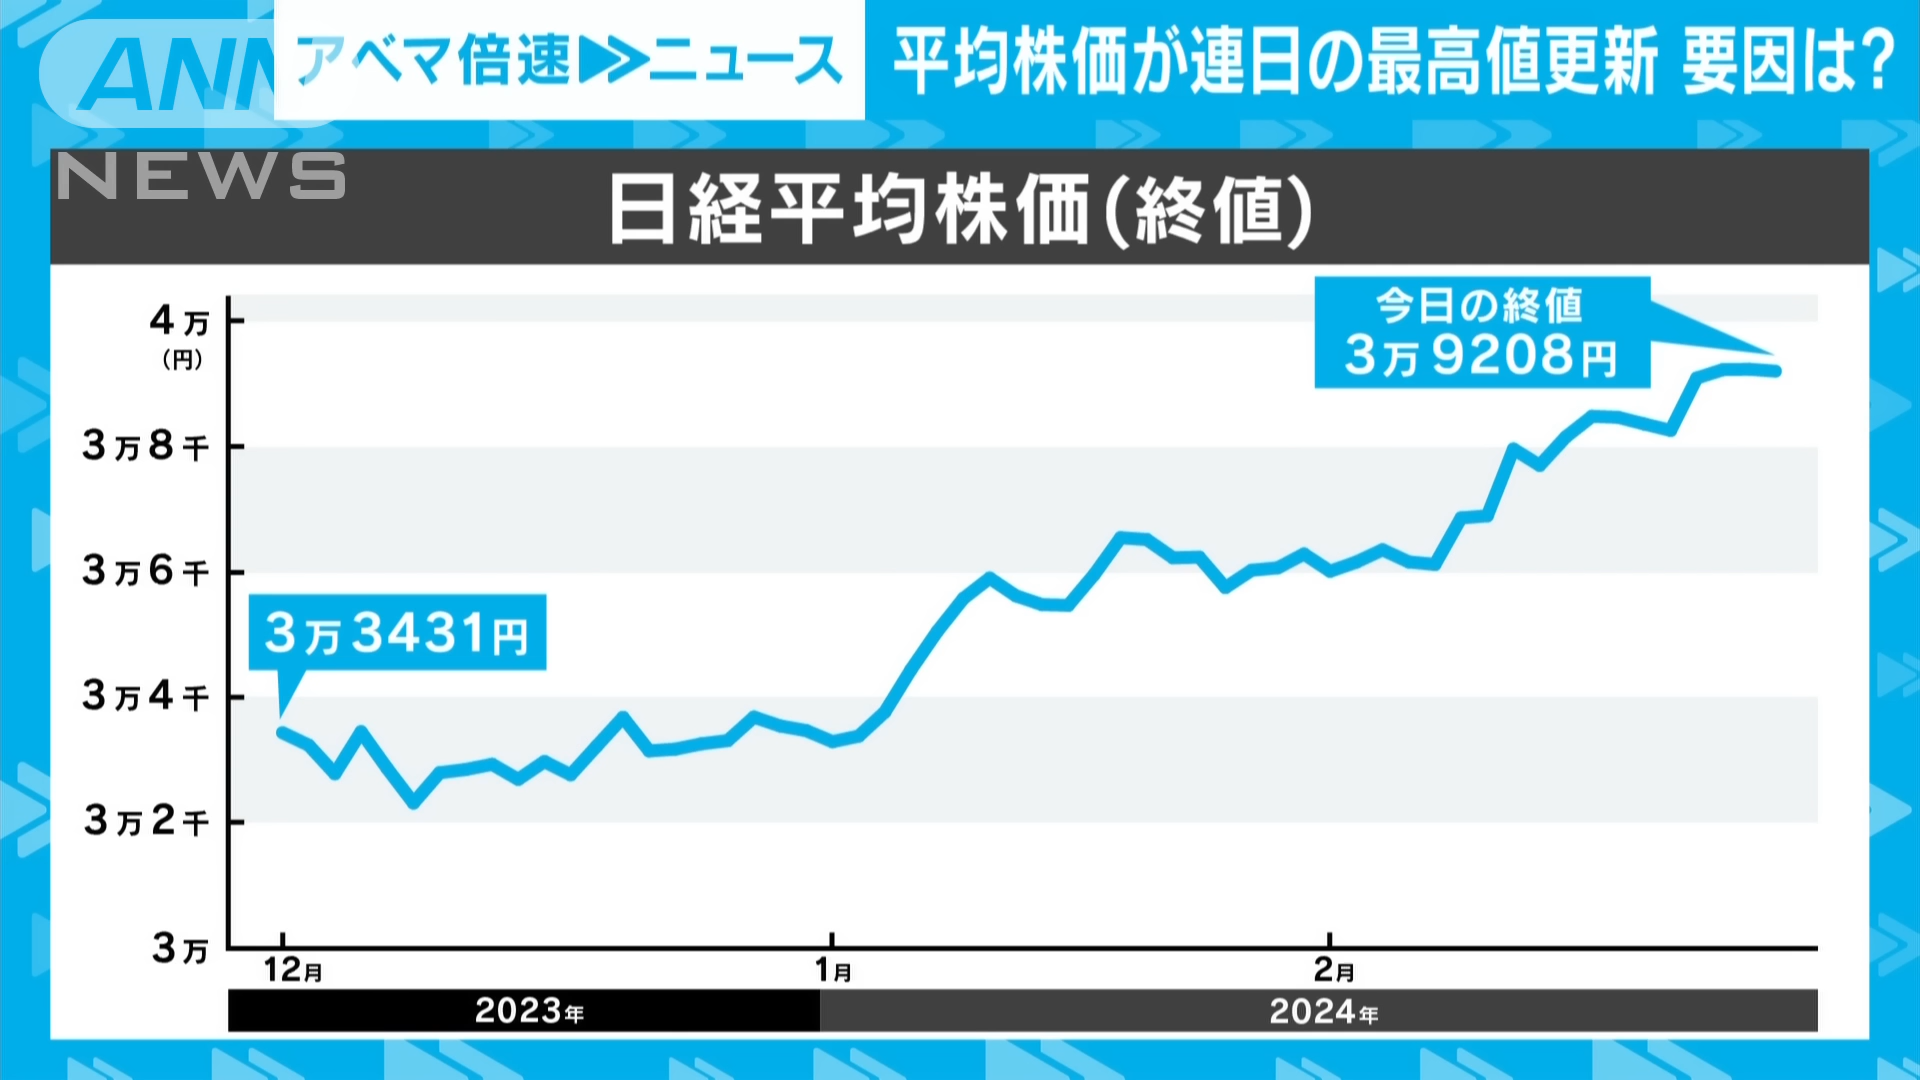 ANN NEWS
アベマ倍速▶≫ニュース
平均株価が連日の最高値更新 要因は?
日経平均株価(終値)
4万
(円)
3万8千
3万6千
3万4千
3万2千
3万
今日の終値
3万9208円
3万3431円
12月
1月
2月
2023年
2024年